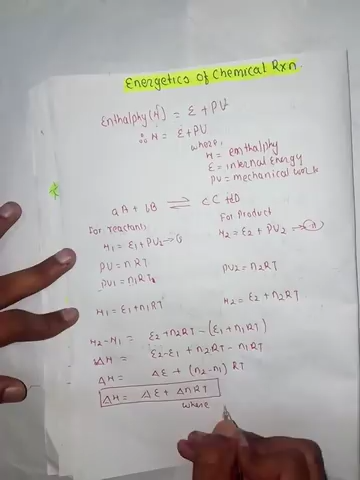 Energetics of Chemical Rxn.
Enthalpy(H) = E + PV
∴ H = E+PV
where,
H = enthalpy
E = internal Energy
PV = mechanical work
aA + bB ⇌ cC + dD
For reactants
For Product
H1 = E1 + PV1 → ①
H2 = E2 + PV2 → ⑪
PV = nRT
PV1 = n1RT
PV2 = n2RT
H1 = E1+n1RT
H2 = E2 + n2RT
H2-H1 = E2 + n2RT - (E1+n1RT)
ΔH = E2-E1 + n2RT - n1RT
ΔH = ΔE + (n2-n1) RT
ΔH = ΔE + ΔnRT
where